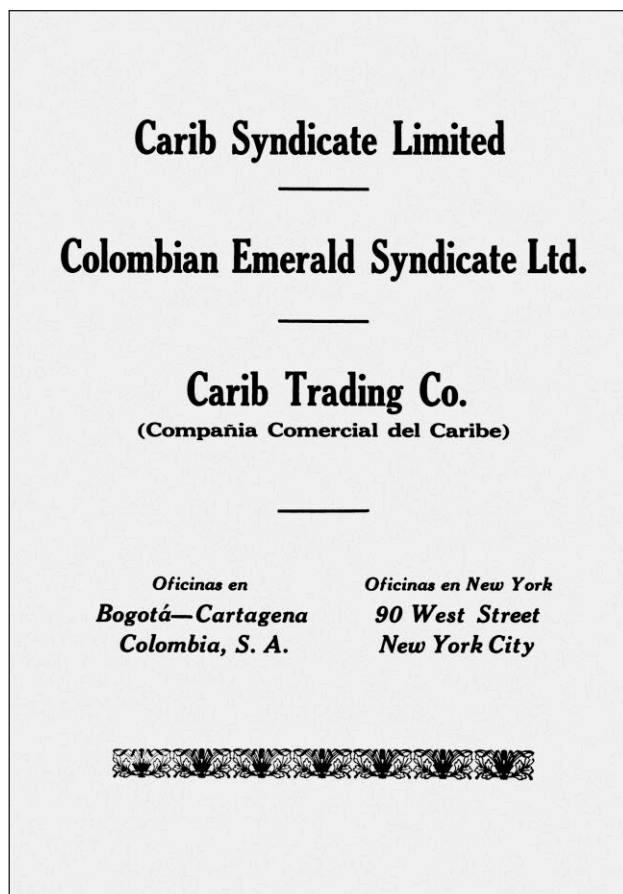 Carib Syndicate Limited
Colombian Emerald Syndicate Ltd.
Carib Trading Co.
(Compañia Comercial del Caribe)
Oficinas en
Bogotá—Cartagena
Colombia, S. A.
Oficinas en New York
90 West Street
New York City